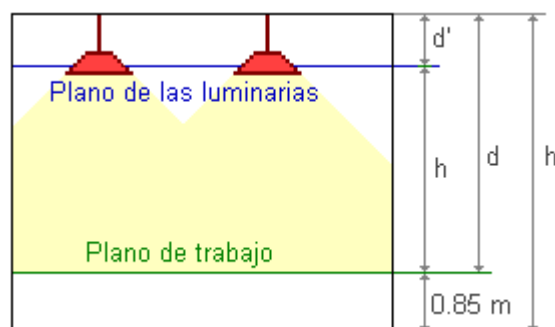 d'
Plano de las luminarias
h
d
h
Plano de trabajo
0.85 m